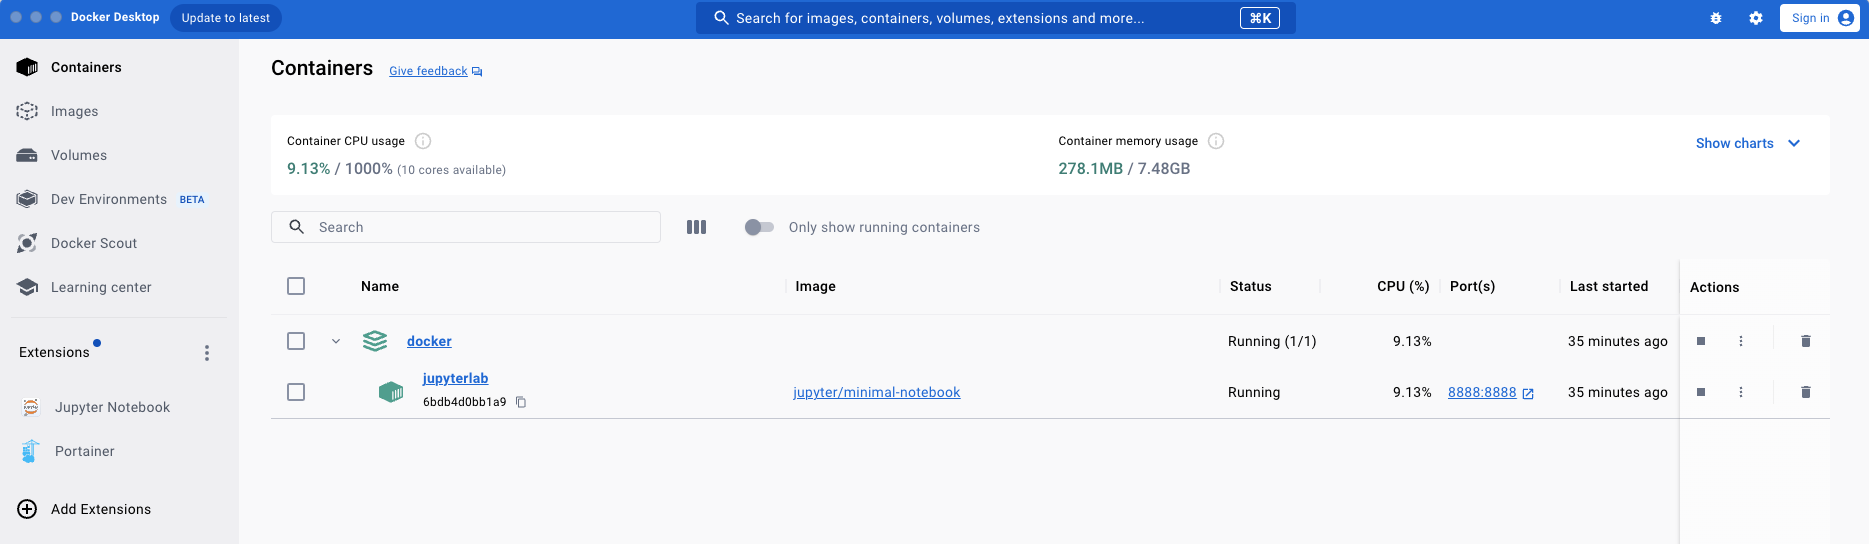 Docker Desktop Update to latest Search for images, containers, volumes, extensions and more... ⌘K Sign in
Containers
Images
Volumes
Dev Environments BETA
Docker Scout
Learning center
Extensions
Jupyter Notebook
Portainer
Add Extensions
Containers Give feedback
Container CPU usage
9.13% / 1000% (10 cores available)
Container memory usage
278.1MB / 7.48GB
Show charts
Search Only show running containers
Name Image Status CPU (%) Port(s) Last started Actions
docker Running (1/1) 9.13% 35 minutes ago
jupyterlab
6bdb4d0bb1a9 jupyter/minimal-notebook Running 9.13% 8888:8888 35 minutes ago